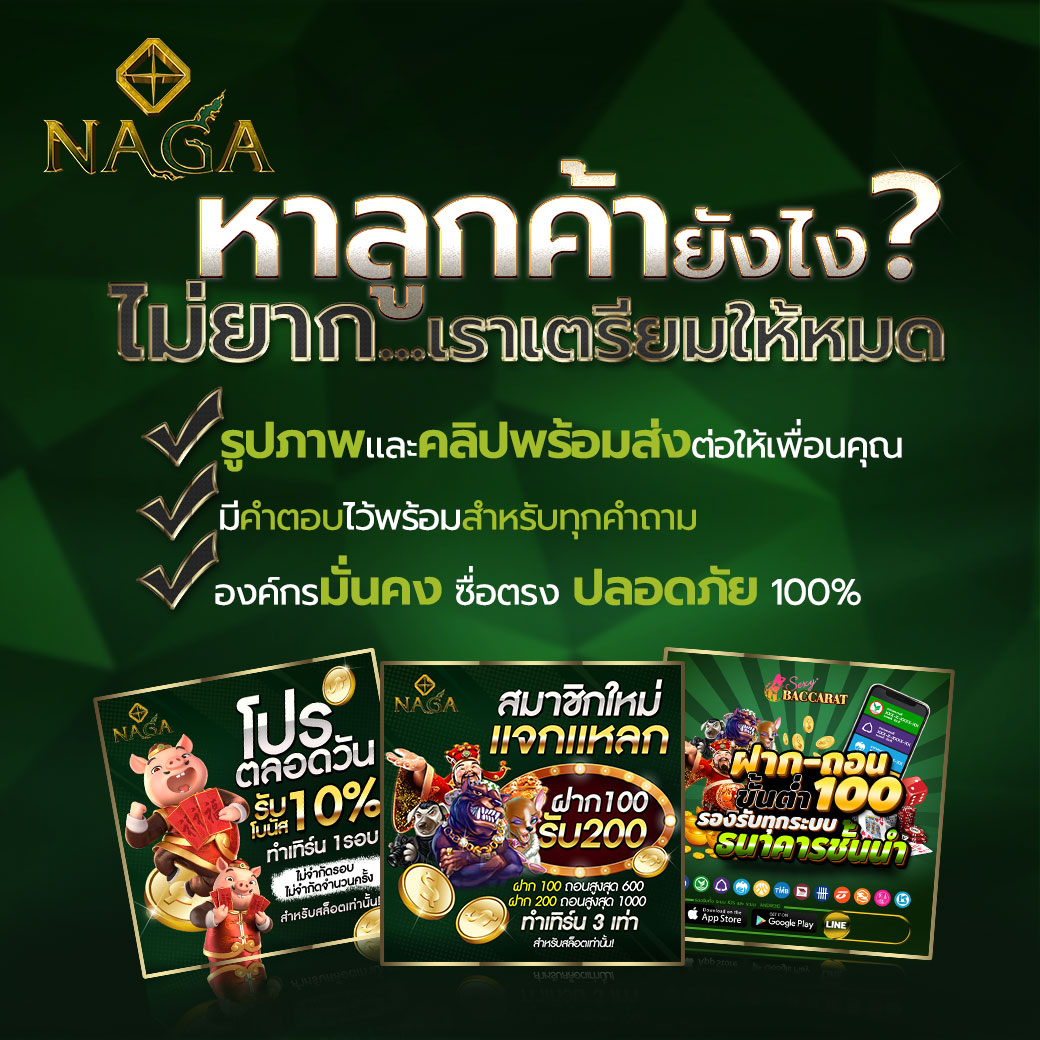 NAGA
หาลูกค้ายังไง?
ไม่ยาก...เราเตรียมให้หมด
รูปภาพและคลิปพร้อมส่งต่อให้เพื่อนคุณ
มีคำตอบไว้พร้อมสำหรับทุกคำถาม
องค์กรมั่นคง ซื่อตรง ปลอดภัย 100%
NAGA
โปร
ตลอดวัน
รับโบนัส 10%
ทำเทิร์น 1รอบ
ไม่จำกัดรอบ
ไม่จำกัดจำนวนครั้ง
สำหรับสล็อตเท่านั้น!
NAGA
สมาชิกใหม่
แจกแหลก
ฝาก100
รับ200
ฝาก 100 ถอนสูงสุด 600
ฝาก 200 ถอนสูงสุด 1000
ทำเทิร์น 3 เท่า
สำหรับสล็อตเท่านั้น!
Sexy
BACCARAT
ฝาก-ถอน
ขั้นต่ำ 100
รองรับทุกระบบ
ธนาคารชั้นนำ
TMB
Download on the
App Store
GET IT ON
Google Play
LINE